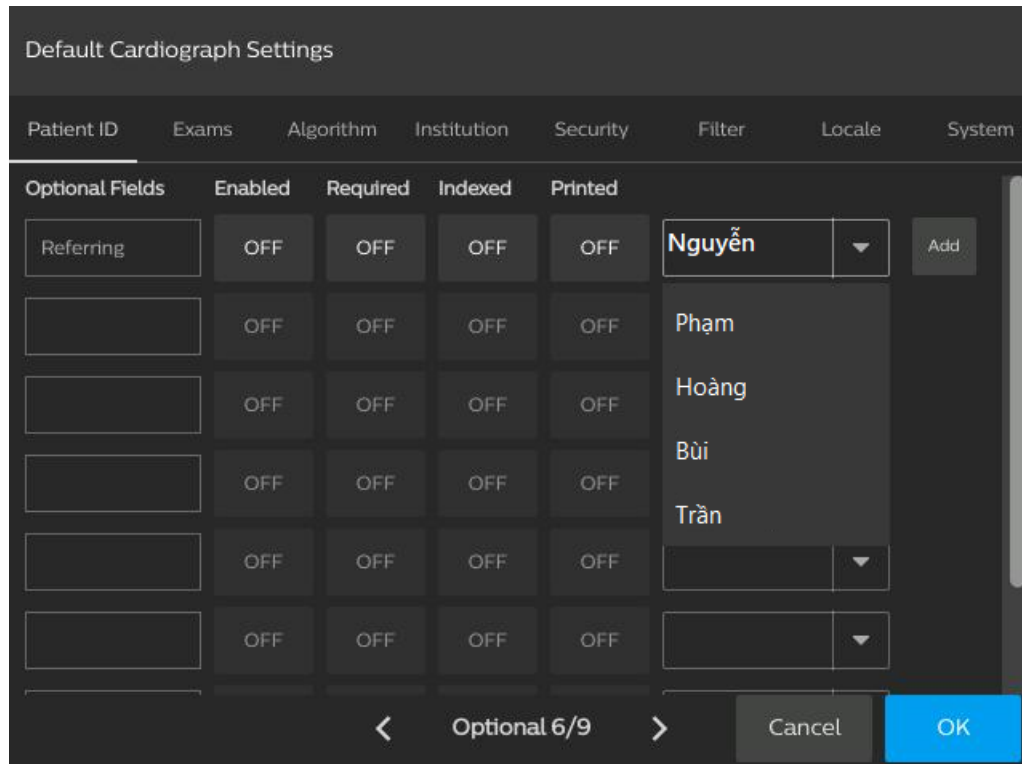 Default Cardiograph Settings
Patient ID Exams Algorithm Institution Security Filter Locale System
Optional Fields Enabled Required Indexed Printed
Referring OFF OFF OFF OFF Nguyễn Add
OFF OFF OFF OFF Phạm
OFF OFF OFF OFF Hoàng
Bùi
OFF OFF OFF OFF
Trần
OFF OFF OFF OFF
OFF OFF OFF OFF
Optional 6/9 Cancel OK